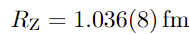 R_Z = 1.036(8) fm